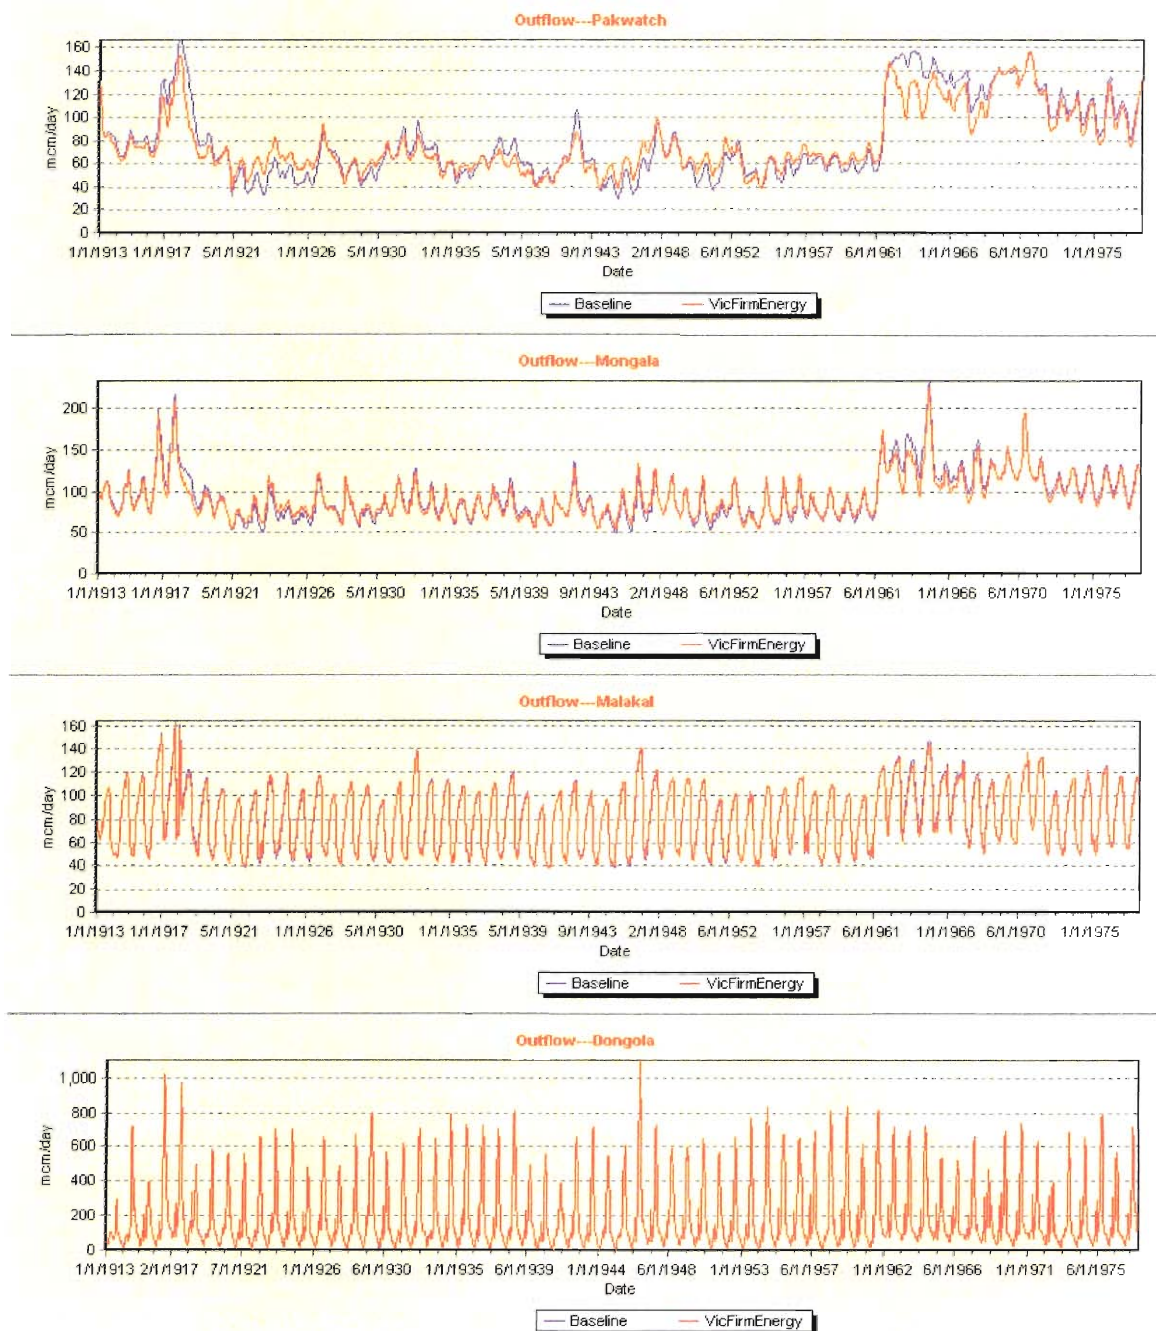 Outflow---Pakwatch
160
140
120
100
80
60
40
20
0
mcm/day
1/1/1913 1/1/1917 5/1/1921 1/1/1926 5/1/1930 1/1/1935 5/1/1939 9/1/1943 2/1/1948 6/1/1952 1/1/1957 6/1/1961 1/1/1966 6/1/1970 1/1/1975
Date
Baseline VicFirmEnergy
Outflow---Mongala
200
150
100
50
0
mcm/day
1/1/1913 1/1/1917 5/1/1921 1/1/1926 5/1/1930 1/1/1935 5/1/1939 9/1/1943 2/1/1948 6/1/1952 1/1/1957 6/1/1961 1/1/1966 6/1/1970 1/1/1975
Date
Baseline VicFirmEnergy
Outflow---Malakal
160
140
120
100
80
60
40
20
0
mcm/day
1/1/1913 1/1/1917 5/1/1921 1/1/1926 5/1/1930 1/1/1935 5/1/1939 9/1/1943 2/1/1948 6/1/1952 1/1/1957 6/1/1961 1/1/1966 6/1/1970 1/1/1975
Date
Baseline VicFirmEnergy
Outflow---Dongola
1,000
800
600
400
200
0
mcm/day
1/1/1913 2/1/1917 7/1/1921 1/1/1926 6/1/1930 1/1/1935 6/1/1939 1/1/1944 6/1/1948 1/1/1953 6/1/1957 1/1/1962 6/1/1966 1/1/1971 6/1/1975
Date
Baseline VicFirmEnergy